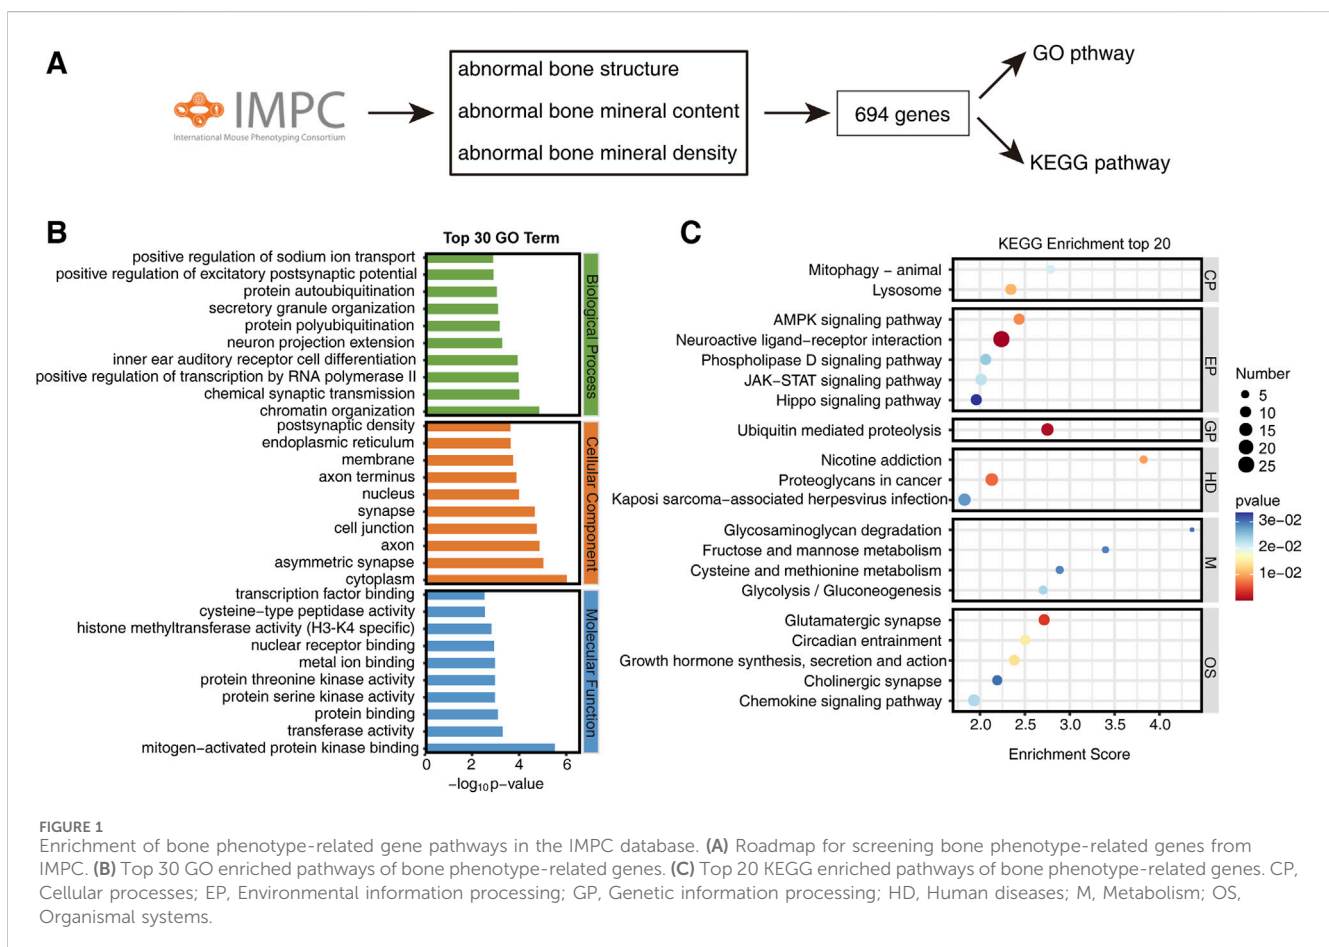 A
IMPC
International Mouse Phenotyping Consortium
abnormal bone structure
abnormal bone mineral content
abnormal bone mineral density
694 genes
GO pthway
KEGG pathway
B
Top 30 GO Term
positive regulation of sodium ion transport
positive regulation of excitatory postsynaptic potential
protein autoubiquitination
secretory granule organization
protein polyubiquitination
neuron projection extension
inner ear auditory receptor cell differentiation
positive regulation of transcription by RNA polymerase II
chemical synaptic transmission
chromatin organization
Biological Process
postsynaptic density
endoplasmic reticulum
membrane
axon terminus
nucleus
synapse
cell junction
axon
asymmetric synapse
cytoplasm
Cellular Component
transcription factor binding
cysteine−type peptidase activity
histone methyltransferase activity (H3-K4 specific)
nuclear receptor binding
metal ion binding
protein threonine kinase activity
protein serine kinase activity
protein binding
transferase activity
mitogen−activated protein kinase binding
Molecular Function
0 2 4 6
−log10p−value
C
KEGG Enrichment top 20
Mitophagy − animal
Lysosome
CP
AMPK signaling pathway
Neuroactive ligand−receptor interaction
Phospholipase D signaling pathway
JAK−STAT signaling pathway
Hippo signaling pathway
EP
Ubiquitin mediated proteolysis
GP
Nicotine addiction
Proteoglycans in cancer
Kaposi sarcoma−associated herpesvirus infection
HD
Glycosaminoglycan degradation
Fructose and mannose metabolism
Cysteine and methionine metabolism
Glycolysis / Gluconeogenesis
M
Glutamatergic synapse
Circadian entrainment
Growth hormone synthesis, secretion and action
Cholinergic synapse
Chemokine signaling pathway
OS
2.0 2.5 3.0 3.5 4.0
Enrichment Score
Number
5
10
15
20
25
pvalue
3e−02
2e−02
1e−02
FIGURE 1
Enrichment of bone phenotype-related gene pathways in the IMPC database. (A) Roadmap for screening bone phenotype-related genes from
IMPC. (B) Top 30 GO enriched pathways of bone phenotype-related genes. (C) Top 20 KEGG enriched pathways of bone phenotype-related genes. CP,
Cellular processes; EP, Environmental information processing; GP, Genetic information processing; HD, Human diseases; M, Metabolism; OS,
Organismal systems.